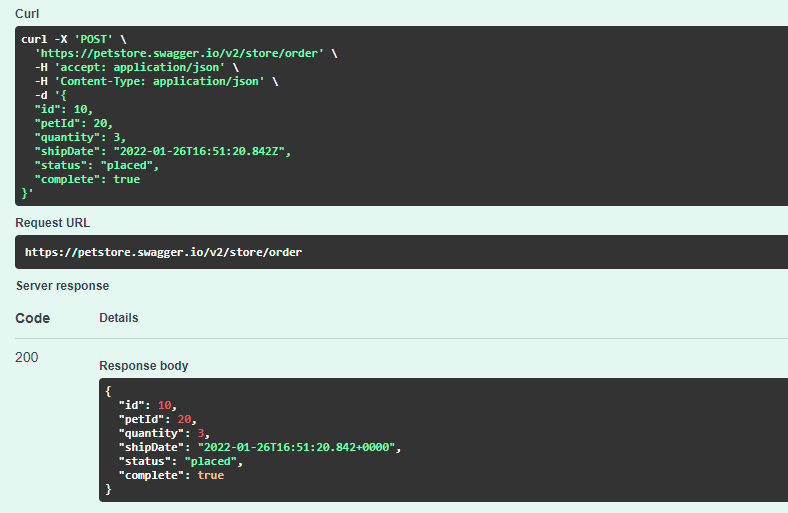 Curl
curl -X 'POST' \
  'https://petstore.swagger.io/v2/store/order' \
  -H 'accept: application/json' \
  -H 'Content-Type: application/json' \
  -d '{
  "id": 10,
  "petId": 20,
  "quantity": 3,
  "shipDate": "2022-01-26T16:51:20.842Z",
  "status": "placed",
  "complete": true
}'
Request URL
https://petstore.swagger.io/v2/store/order
Server response
Code Details
200
Response body
{
  "id": 10,
  "petId": 20,
  "quantity": 3,
  "shipDate": "2022-01-26T16:51:20.842+0000",
  "status": "placed",
  "complete": true
}